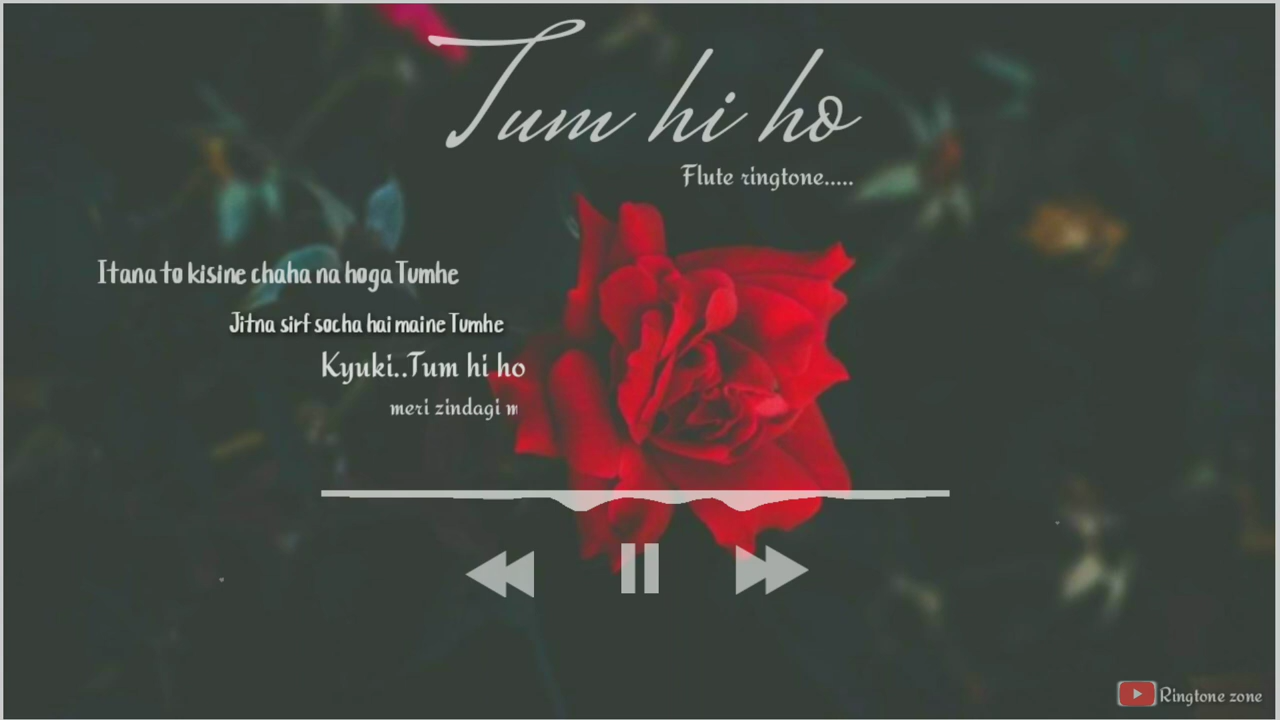 Tum hi ho
Flute ringtone.....
Itana to kisine chaha na hoga Tumhe
Jitna sirf socha hai maine Tumhe
Kyuki..Tum hi ho
meri zindagi
Ringtone zone